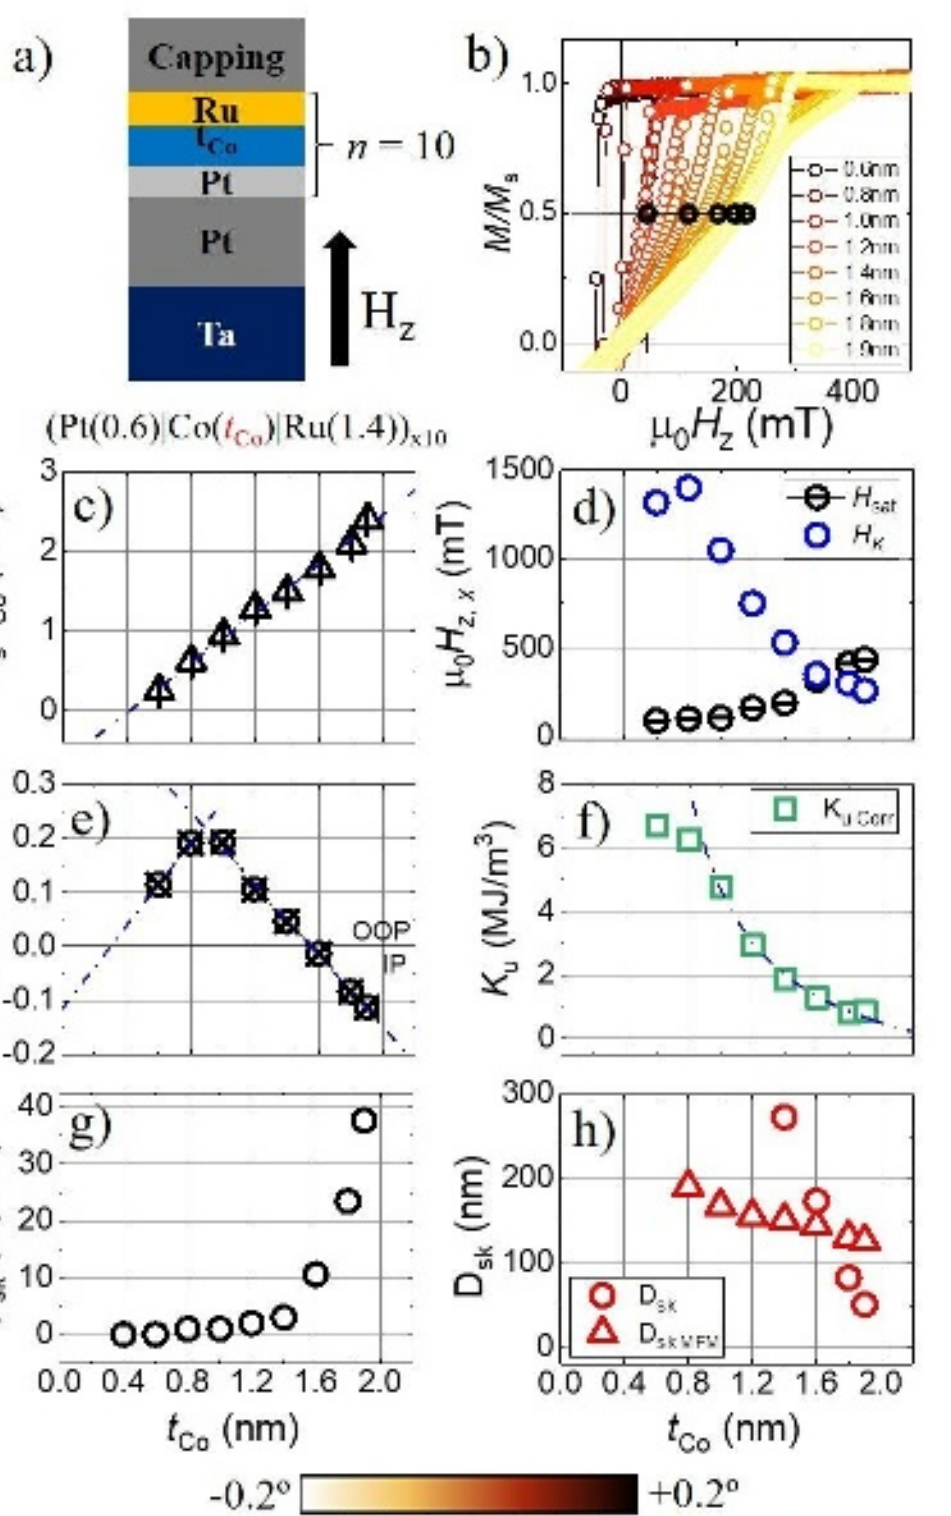 a)
Capping
Ru
tCo
Pt
n = 10
Pt
Hz
Ta
(Pt(0.6)|Co(tCo)|Ru(1.4))x10
b)
M/Ms
1.0
0.5
0.0
0.6nm
0.8nm
1.0nm
1.2nm
1.4nm
1.6nm
1.8nm
1.9nm
0 200 400
μ0Hz (mT)
c)
3
2
1
0
d)
μ0Hz, x (mT)
1500
1000
500
0
Hsat
HK
e)
0.3
0.2
0.1
0.0
-0.1
-0.2
OOP
IP
f)
Ku (MJ/m³)
8
6
4
2
0
Ku Corr
g)
40
30
20
10
0
0.0 0.4 0.8 1.2 1.6 2.0
tCo (nm)
h)
Dsk (nm)
300
200
100
0
Dsk
Dsk MFM
0.0 0.4 0.8 1.2 1.6 2.0
tCo (nm)
-0.2º
+0.2º